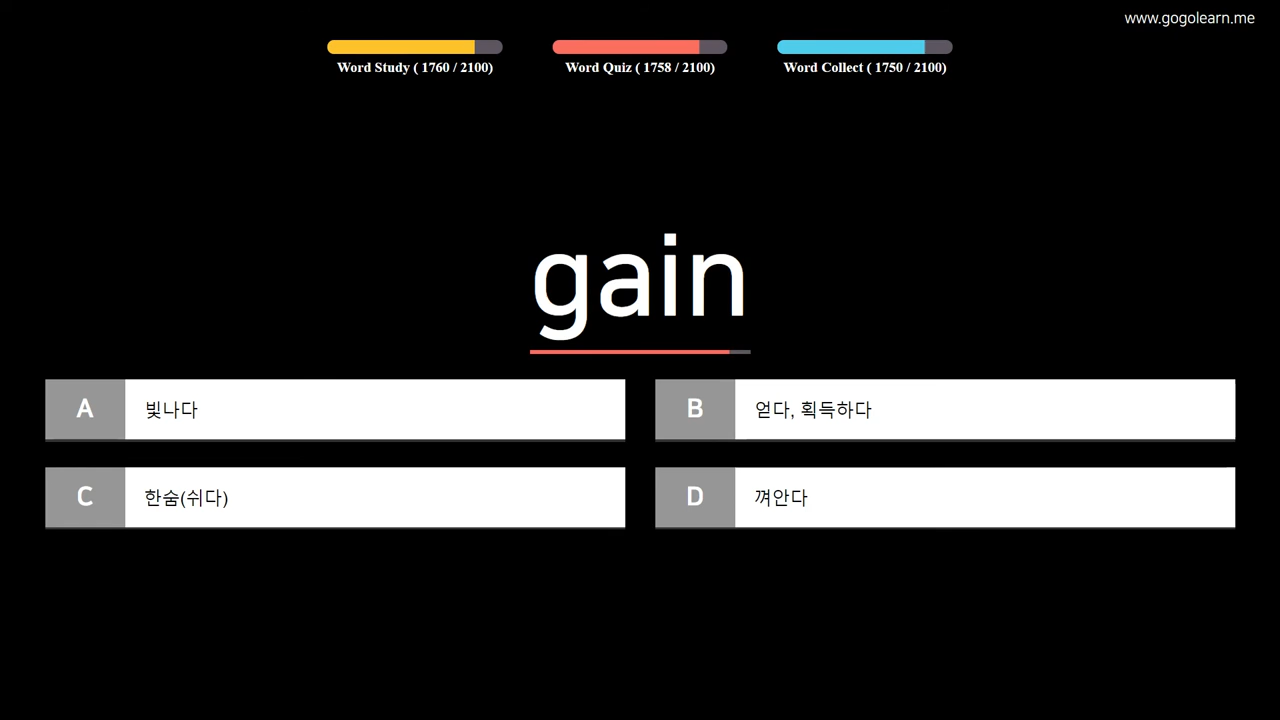 www.gogolearn.me
Word Study ( 1760 / 2100)
Word Quiz ( 1758 / 2100)
Word Collect ( 1750 / 2100)
gain
A 빛나다
B 얻다, 획득하다
C 한숨(쉬다)
D 껴안다